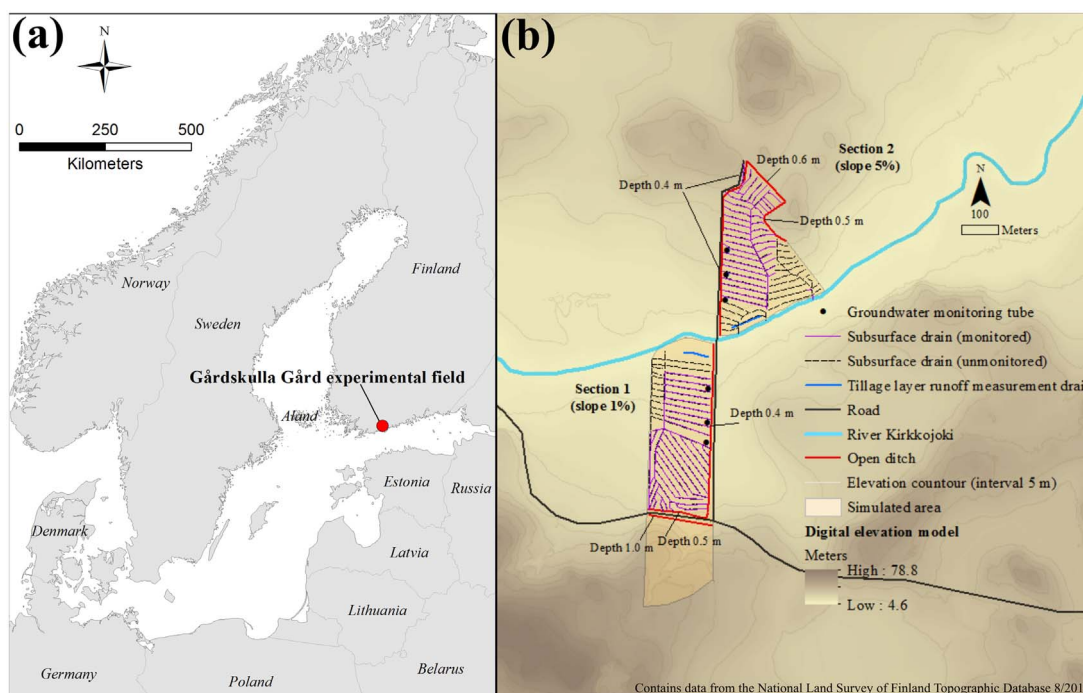 (a)
N
0 250 500
Kilometers
Norway
Sweden
Finland
Gårdskulla Gård experimental field
Åland
Estonia
Russia
Denmark
Latvia
Lithuania
Germany
Poland
Belarus
(b)
Section 2
(slope 5%)
Depth 0.6 m
Depth 0.4 m
Depth 0.5 m
N
100
Meters
Section 1
(slope 1%)
Depth 0.4 m
Depth 1.0 m
Depth 0.5 m
Groundwater monitoring tube
Subsurface drain (monitored)
Subsurface drain (unmonitored)
Tillage layer runoff measurement drai
Road
River Kirkkojoki
Open ditch
Elevation countour (interval 5 m)
Simulated area
Digital elevation model
Meters
High : 78.8
Low : 4.6
Contains data from the National Land Survey of Finland Topographic Database 8/201